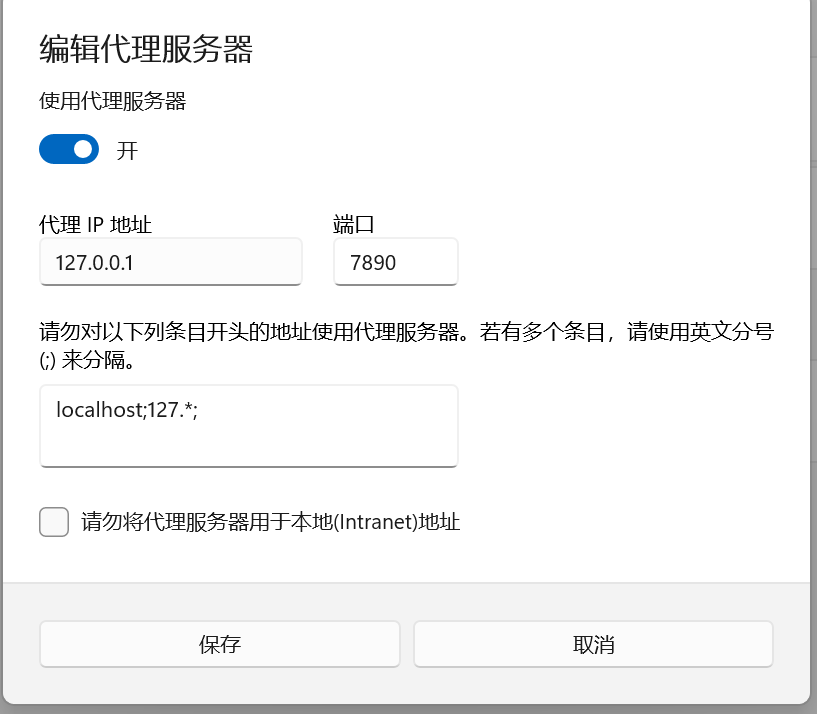 编辑代理服务器
使用代理服务器
开
代理 IP 地址
端口
127.0.0.1
7890
请勿对以下列条目开头的地址使用代理服务器。若有多个条目，请使用英文分号
(;) 来分隔。
localhost;127.*;
请勿将代理服务器用于本地(Intranet)地址
保存
取消